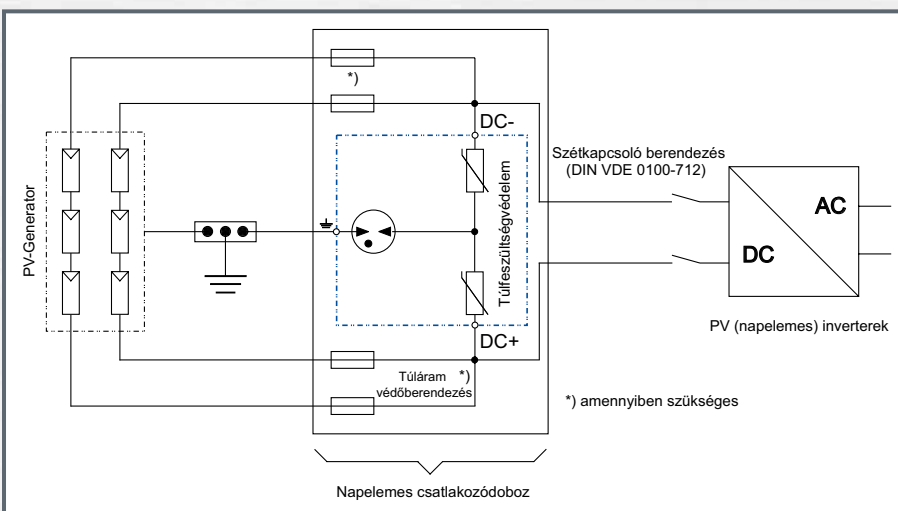 *)
DC-
Szétkapcsoló berendezés
(DIN VDE 0100-712)
PV-Generator
Túlfeszültségvédelem
AC
DC
PV (napelemes) inverterek
DC+
Túláram *)
védőberendezés
*) amennyiben szükséges
Napelemes csatlakozódoboz